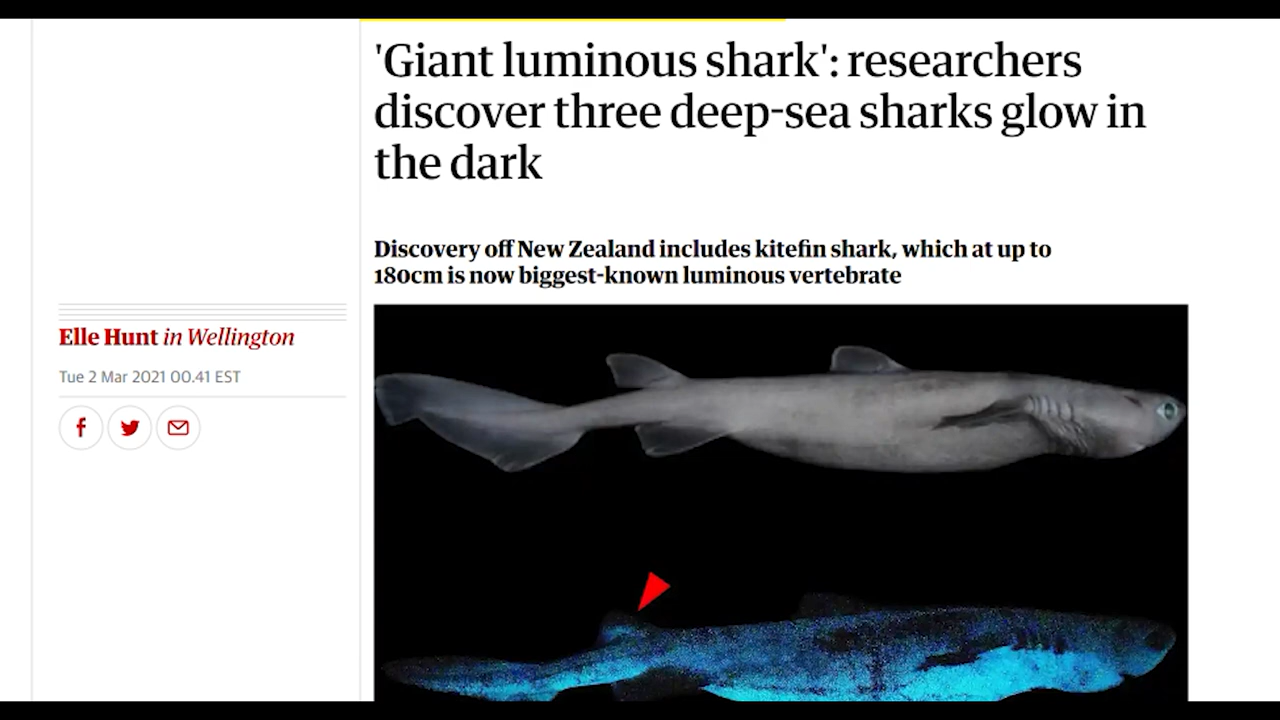 'Giant luminous shark': researchers
discover three deep-sea sharks glow in
the dark
Discovery off New Zealand includes kitefin shark, which at up to
180cm is now biggest-known luminous vertebrate
Elle Hunt in Wellington
Tue 2 Mar 2021 00.41 EST